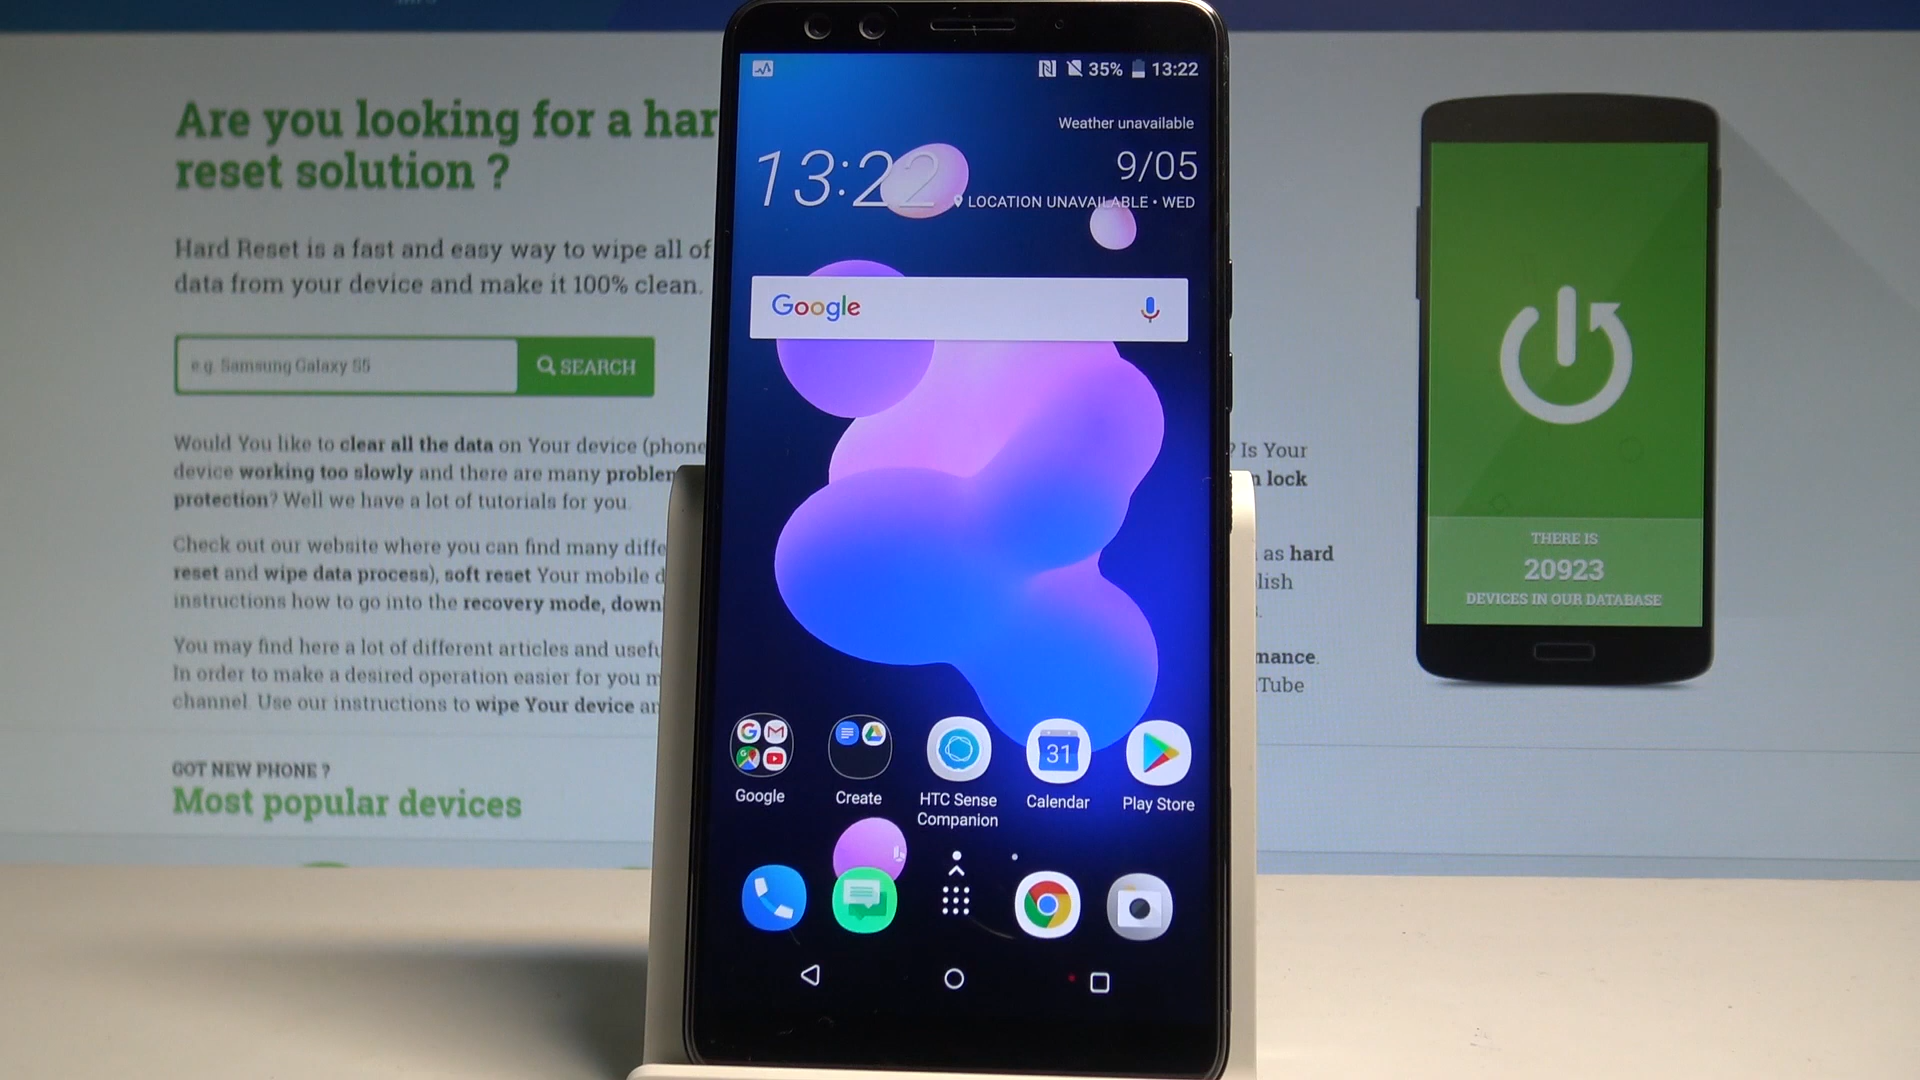 Are you looking for a har
reset solution ?
Hard Reset is a fast and easy way to wipe all of
data from your device and make it 100% clean.
e.g. Samsung Galaxy S5
SEARCH
Would You like to clear all the data on Your device (phone
? Is Your
device working too slowly and there are many problem
lock
protection? Well we have a lot of tutorials for you.
Check out our website where you can find many diffe
as hard
reset and wipe data process), soft reset Your mobile d
lish
instructions how to go into the recovery mode, down
You may find here a lot of different articles and usefu
mance.
In order to make a desired operation easier for you m
Tube
channel. Use our instructions to wipe Your device an
GOT NEW PHONE ?
Most popular devices
35% 13:22
Weather unavailable
13:22
9/05
LOCATION UNAVAILABLE • WED
Google
31
Google
Create
HTC Sense
Companion
Calendar
Play Store
THERE IS
20923
DEVICES IN OUR DATABASE